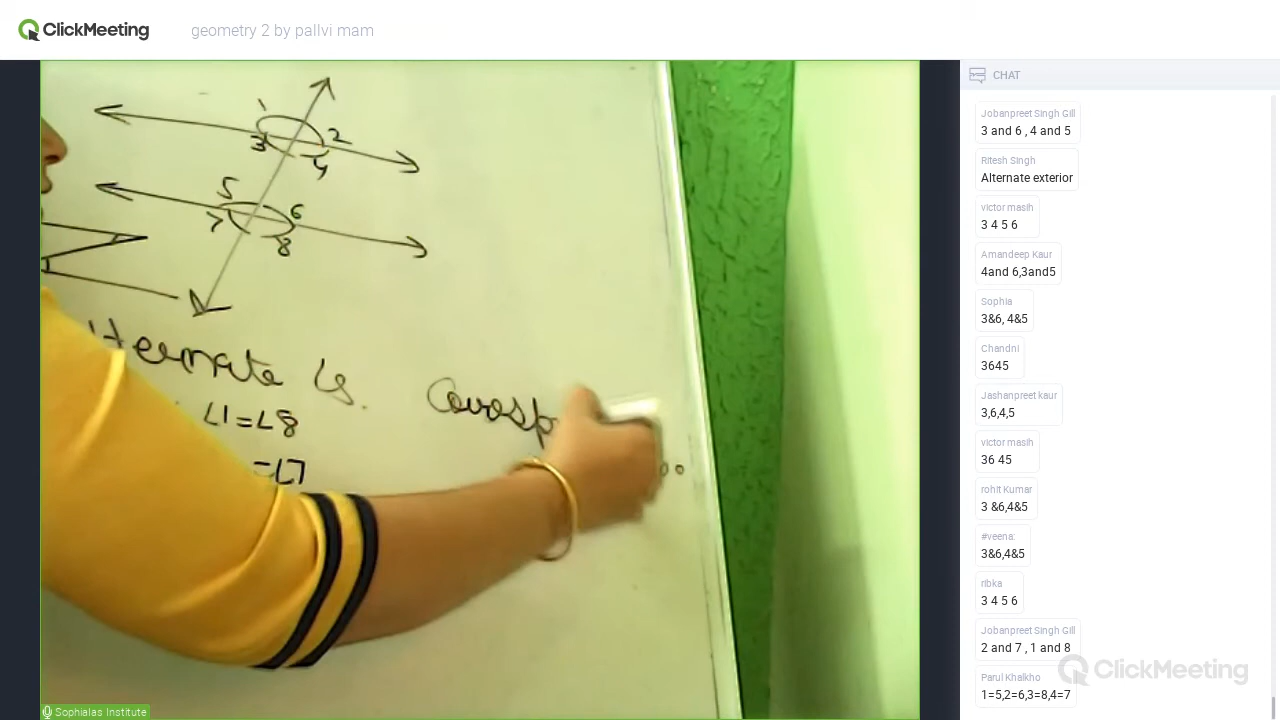 ClickMeeting
geometry 2 by pallvi mam
CHAT
Jobanpreet Singh Gill
3 and 6 , 4 and 5
Ritesh Singh
Alternate exterior
victor masih
3 4 5 6
Amandeep Kaur
4and 6,3and5
Sophia
3&6, 4&5
Chandni
3645
Jashanpreet kaur
3,6,4,5
victor masih
36 45
rohit Kumar
3 &6,4&5
#veena:
3&6,4&5
ribka
3 4 5 6
Jobanpreet Singh Gill
2 and 7 , 1 and 8
Parul Khalkho
1=5,2=6,3=8,4=7
ClickMeeting
1
2
3
4
5
6
7
8
lternate ∠s.
Corrosp
∠1=∠8
=∠7
Sophialas Institute